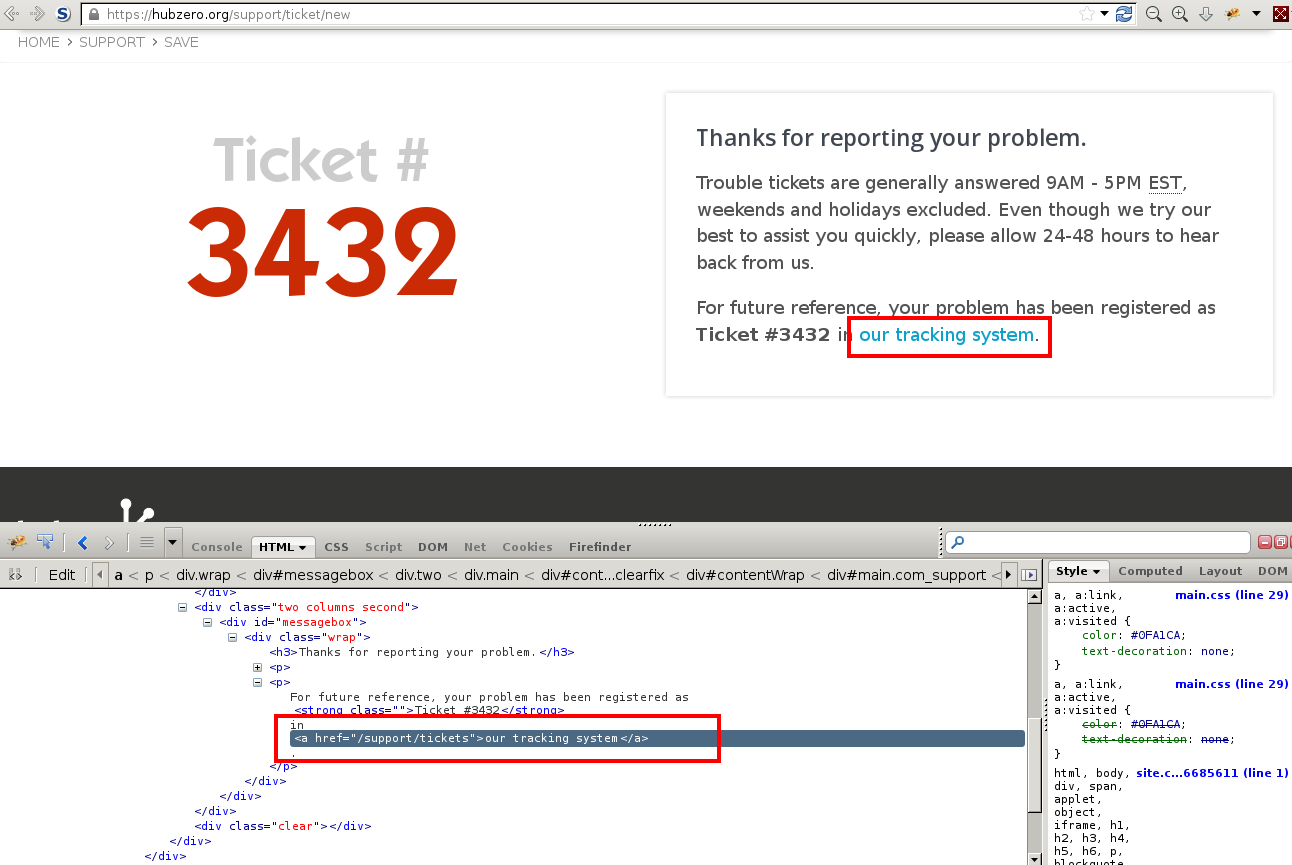 https://hubzero.org/support/ticket/new
HOME > SUPPORT > SAVE
Ticket #
3432
Thanks for reporting your problem.
Trouble tickets are generally answered 9AM - 5PM EST,
weekends and holidays excluded. Even though we try our
best to assist you quickly, please allow 24-48 hours to hear
back from us.
For future reference, your problem has been registered as
Ticket #3432 in our tracking system.
Console HTML CSS Script DOM Net Cookies Firefinder
Edit a < p < div.wrap < div#messagebox < div.two < div.main < div#cont...clearfix < div#contentWrap < div#main.com_support <
</div>
<div class="two columns second">
<div id="messagebox">
<div class="wrap">
<h3>Thanks for reporting your problem.</h3>
<p>
<p>
For future reference, your problem has been registered as
<strong class="">Ticket #3432</strong>
in
<a href="/support/tickets">our tracking system</a>
.
</p>
</div>
</div>
</div>
<div class="clear"></div>
</div>
</div>
Style Computed Layout DOM
a, a:link, main.css (line 29)
a:active,
a:visited {
color: #0FA1CA;
text-decoration: none;
}
a, a:link, main.css (line 29)
a:active,
a:visited {
color: #0FA1CA;
text-decoration: none;
}
html, body, site.c...6685611 (line 1)
div, span,
applet,
object,
iframe, h1,
h2, h3, h4,
h5, h6, p,
blockquote